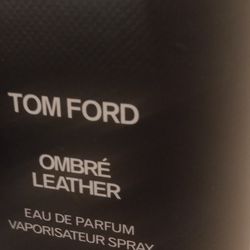 TOM FORD
OMBRÉ
LEATHER
EAU DE PARFUM
VAPORISATEUR SPRAY